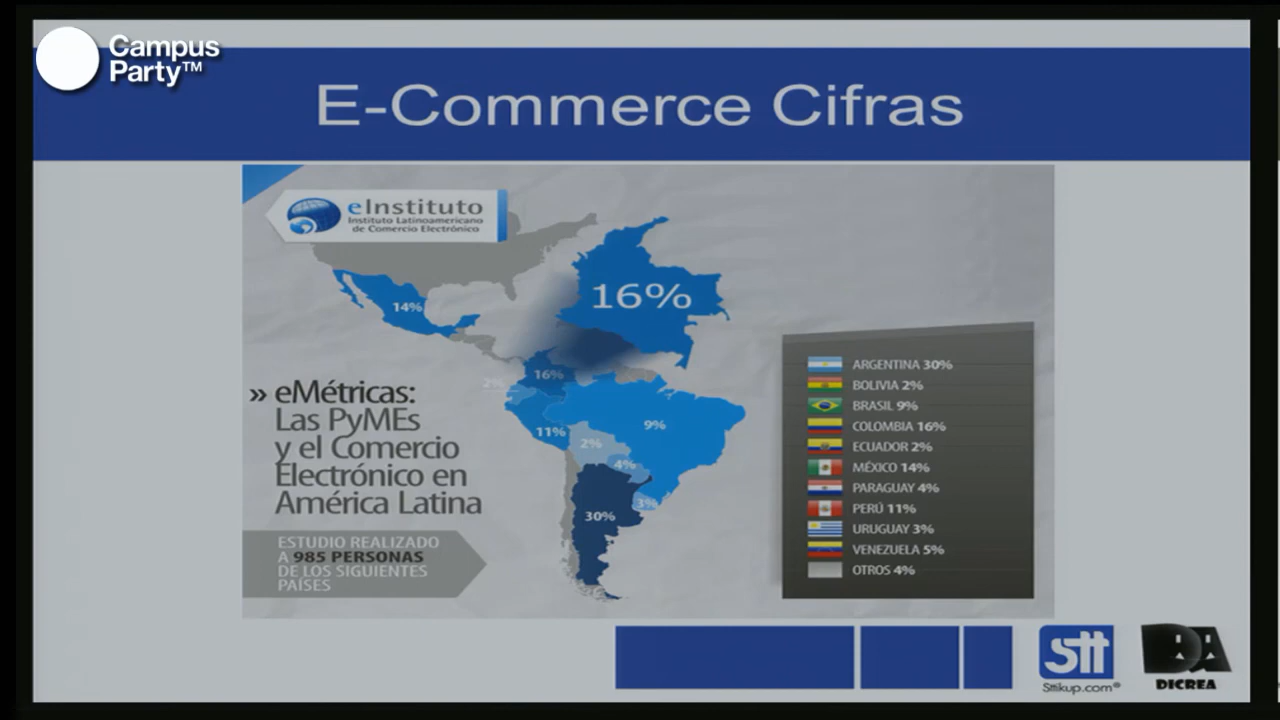 Campus
Party™
E-Commerce Cifras
eInstituto
Instituto Latinoamericano
de Comercio Electrónico
16%
14%
» eMétricas:
Las PyMEs
y el Comercio
Electrónico en
América Latina
ESTUDIO REALIZADO
A 985 PERSONAS
DE LOS SIGUIENTES
PAÍSES
16%
2%
11%
9%
2%
4%
3%
30%
ARGENTINA 30%
BOLIVIA 2%
BRASIL 9%
COLOMBIA 16%
ECUADOR 2%
MÉXICO 14%
PARAGUAY 4%
PERÚ 11%
URUGUAY 3%
VENEZUELA 5%
OTROS 4%
stt
Sttikup.com®
DA
DICREA